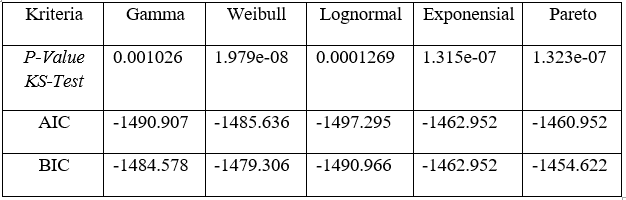 Kriteria Gamma Weibull Lognormal Exponensial Pareto
P-Value 0.001026 1.979e-08 0.0001269 1.315e-07 1.323e-07
KS-Test
AIC -1490.907 -1485.636 -1497.295 -1462.952 -1460.952
BIC -1484.578 -1479.306 -1490.966 -1462.952 -1454.622